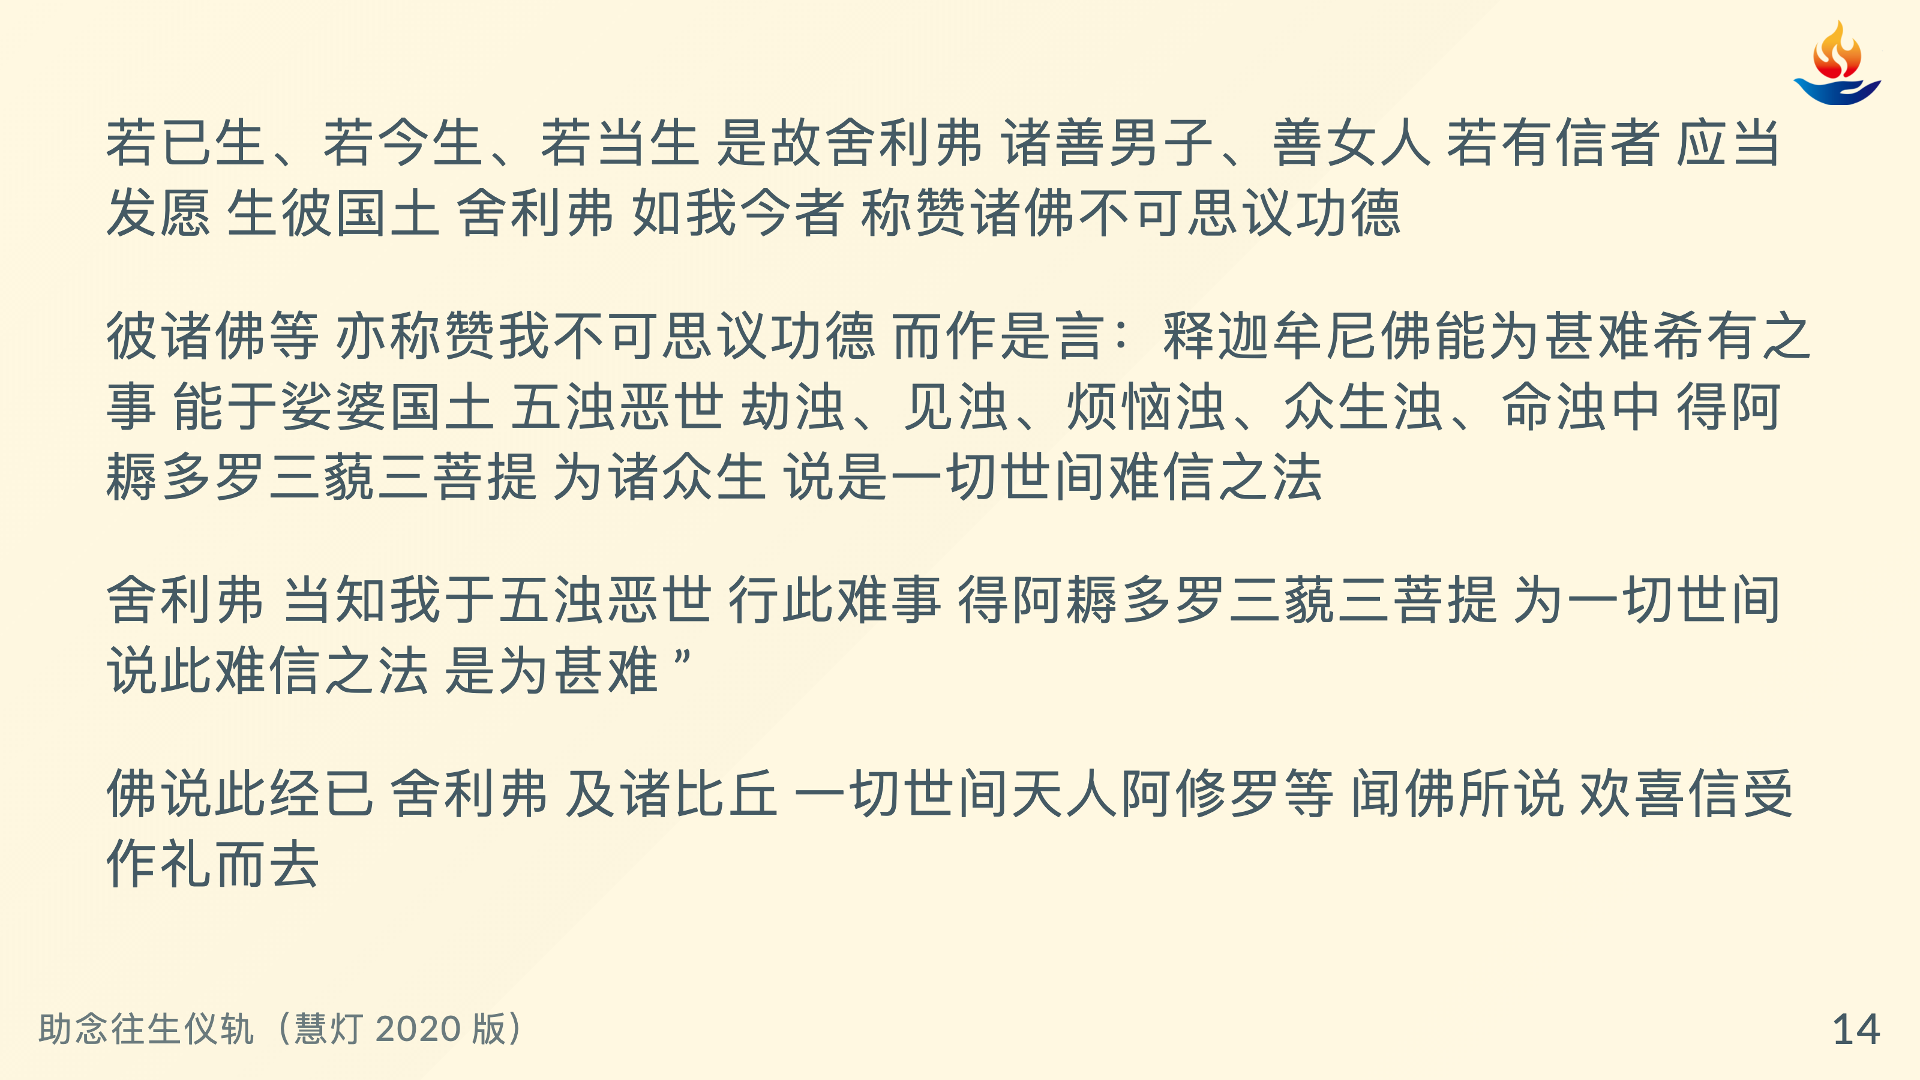 若已生、若今生、若当生 是故舍利弗 诸善男子、善女人 若有信者 应当
发愿 生彼国土 舍利弗 如我今者 称赞诸佛不可思议功德
彼诸佛等 亦称赞我不可思议功德 而作是言：释迦牟尼佛能为甚难希有之
事 能于娑婆国土 五浊恶世 劫浊、见浊、烦恼浊、众生浊、命浊中 得阿
耨多罗三藐三菩提 为诸众生 说是一切世间难信之法
舍利弗 当知我于五浊恶世 行此难事 得阿耨多罗三藐三菩提 为一切世间
说此难信之法 是为甚难 ”
佛说此经已 舍利弗 及诸比丘 一切世间天人阿修罗等 闻佛所说 欢喜信受
作礼而去
助念往生仪轨（慧灯 2020 版）
14